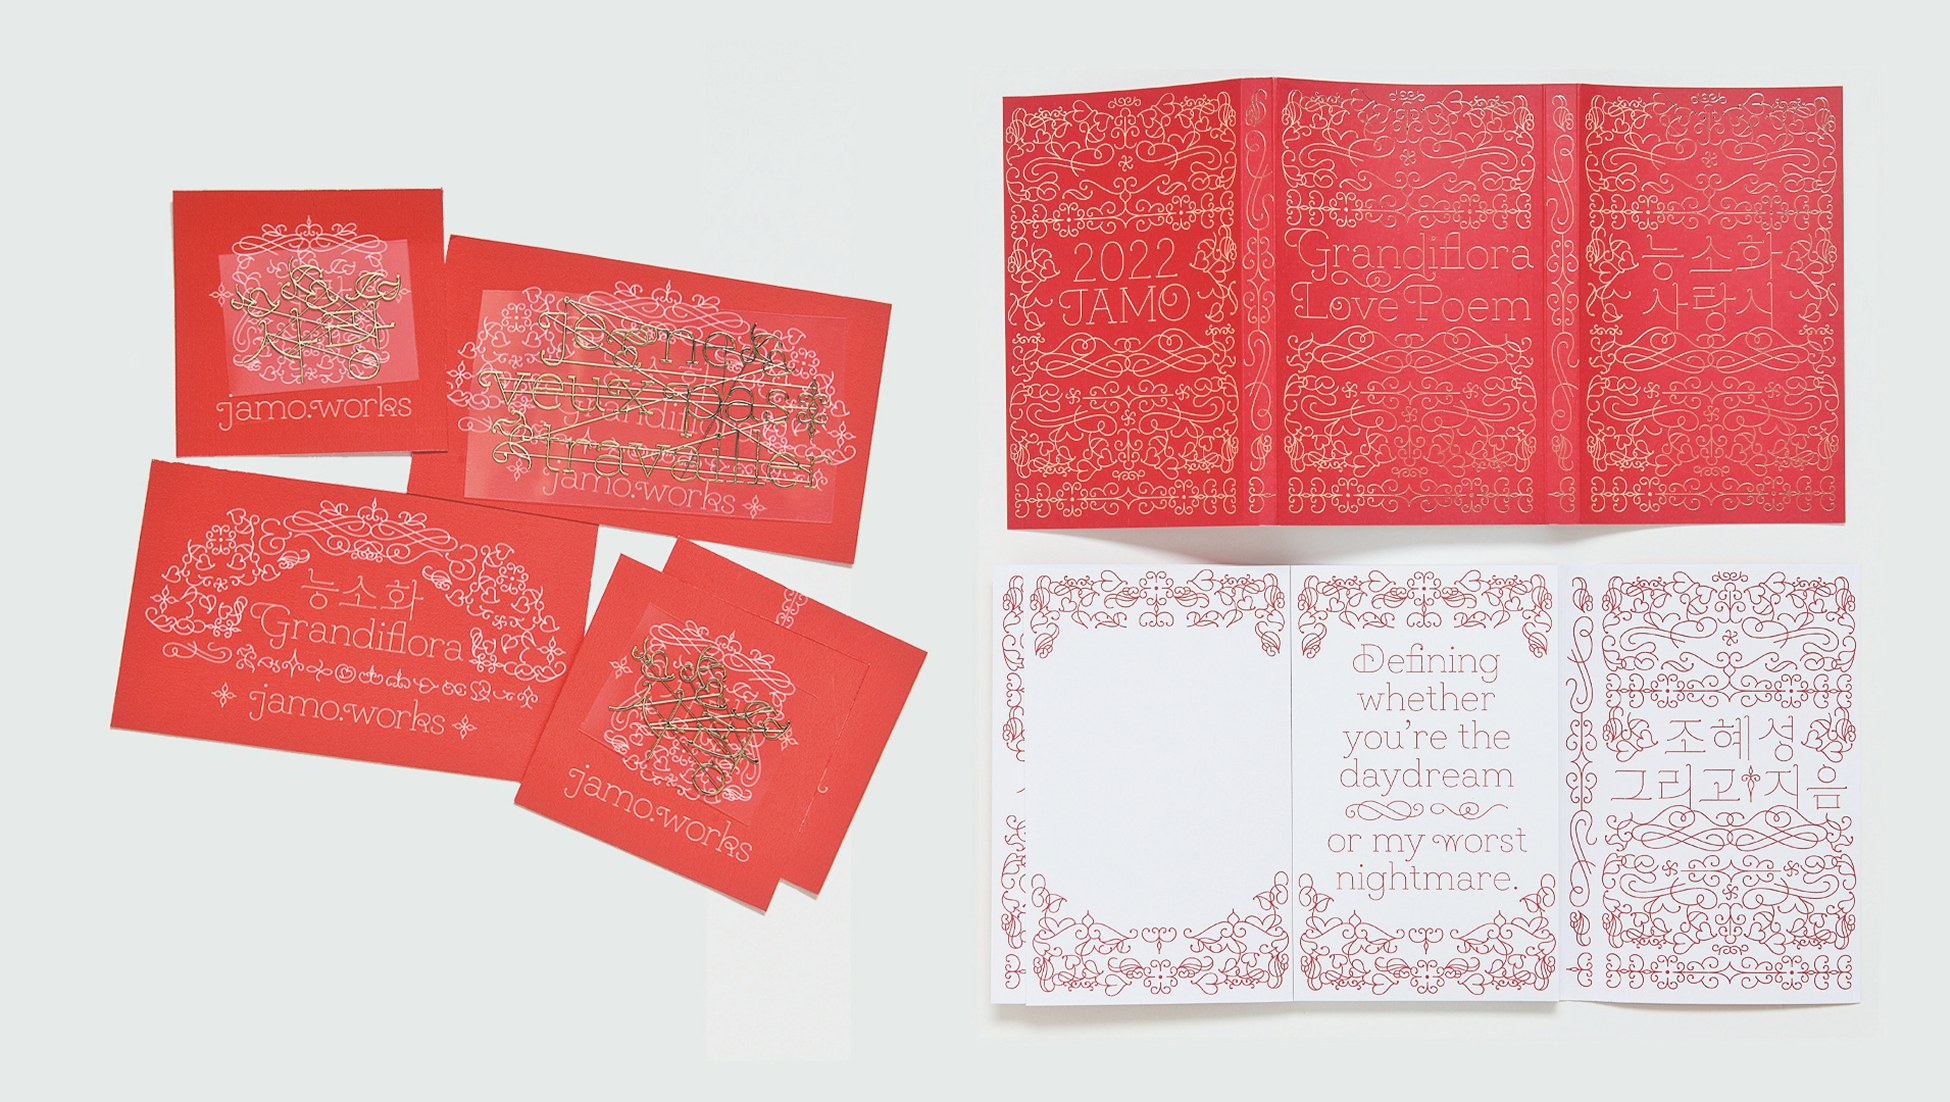 jamo.works
je ne
veux pas
travailler
Grandiflora
jamo.works
능소화
Grandiflora
jamo.works
jamo.works
2022
JAMO
Grandiflora
Love Poem
능소화
사랑시
Defining
whether
you're the
daydream
or my worst
nightmare.
조혜성
그리고 지음